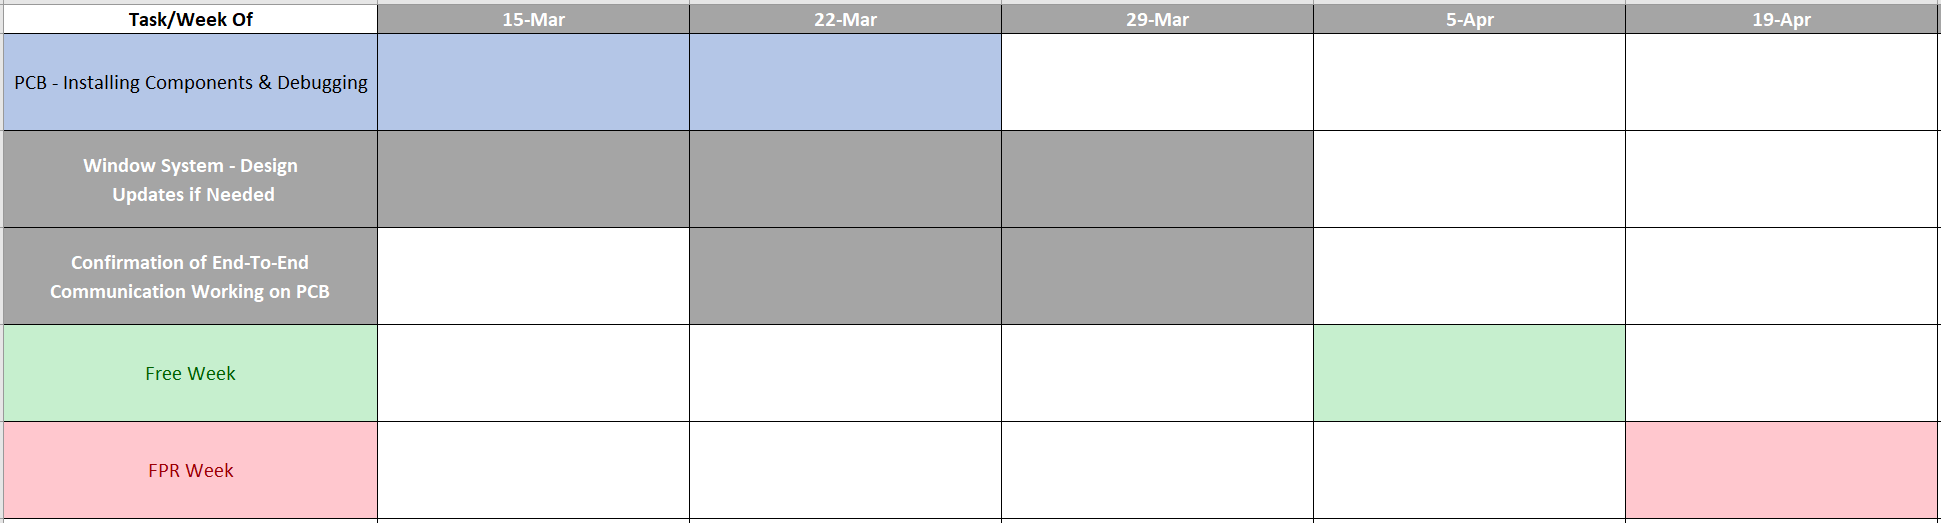 Task/Week Of 15-Mar 22-Mar 29-Mar 5-Apr 19-Apr
PCB - Installing Components & Debugging
Window System - Design
Updates if Needed
Confirmation of End-To-End
Communication Working on PCB
Free Week
FPR Week